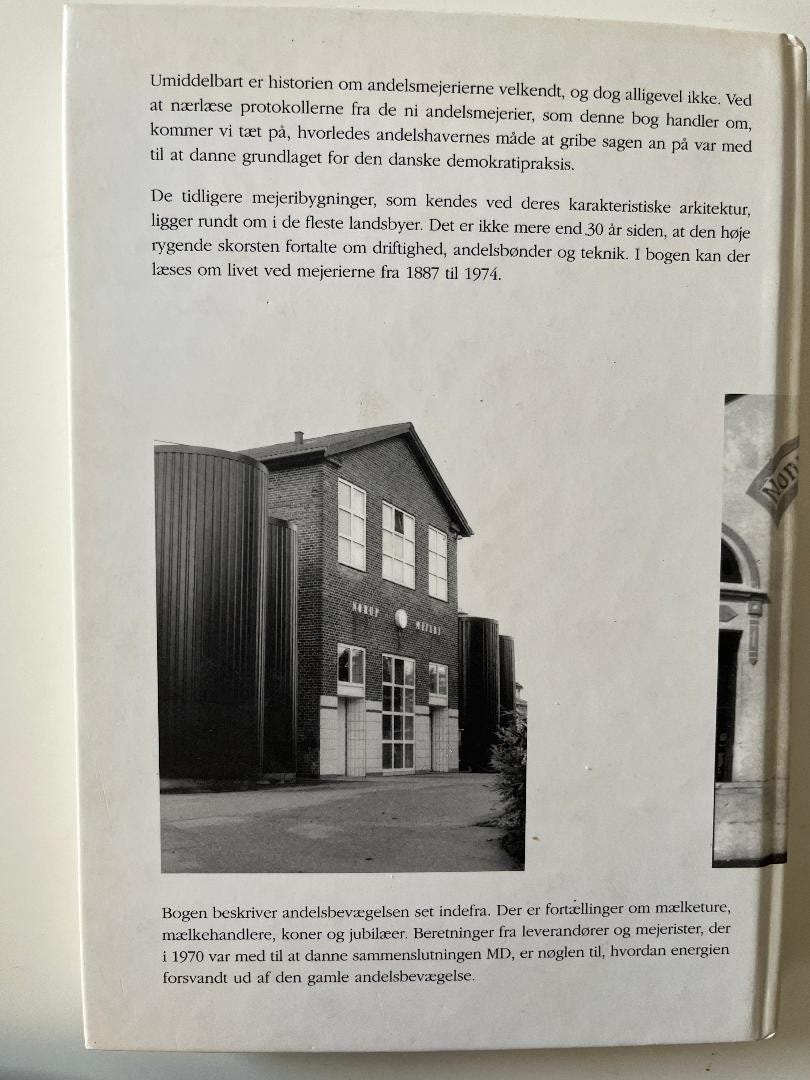 Umiddelbart er historien om andelsmejerierne velkendt, og dog alligevel ikke. Ved
at nærlæse protokollerne fra de ni andelsmejerier, som denne bog handler om,
kommer vi tæt på, hvorledes andelshavernes måde at gribe sagen an på var med
til at danne grundlaget for den danske demokratipraksis.
De tidligere mejeribygninger, som kendes ved deres karakteristiske arkitektur,
ligger rundt om i de fleste landsbyer. Det er ikke mere end 30 år siden, at den høje
rygende skorsten fortalte om driftighed, andelsbønder og teknik. I bogen kan der
læses om livet ved mejerierne fra 1887 til 1974.
NØRUP MEJERI
Bogen beskriver andelsbevægelsen set indefra. Der er fortællinger om mælketure,
mælkehandlere, koner og jubilæer. Beretninger fra leverandører og mejerister, der
i 1970 var med til at danne sammenslutningen MD, er nøglen til, hvordan energien
forsvandt ud af den gamle andelsbevægelse.